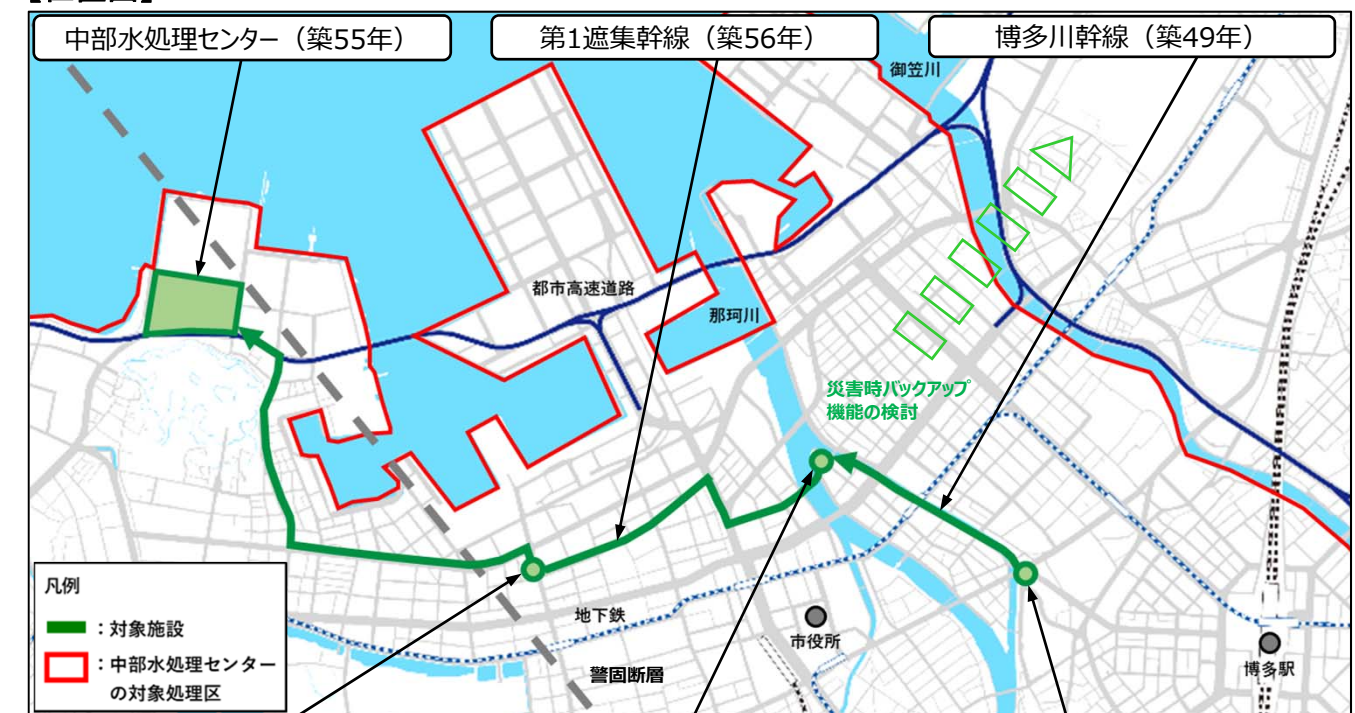 【位置図】
中部水処理センター（築55年）
第1遮集幹線（築56年）
博多川幹線（築49年）
御笠川
都市高速道路
那珂川
災害時バックアップ
機能の検討
地下鉄
市役所
博多駅
警固断層
凡例
：対象施設
：中部水処理センター
の対象処理区